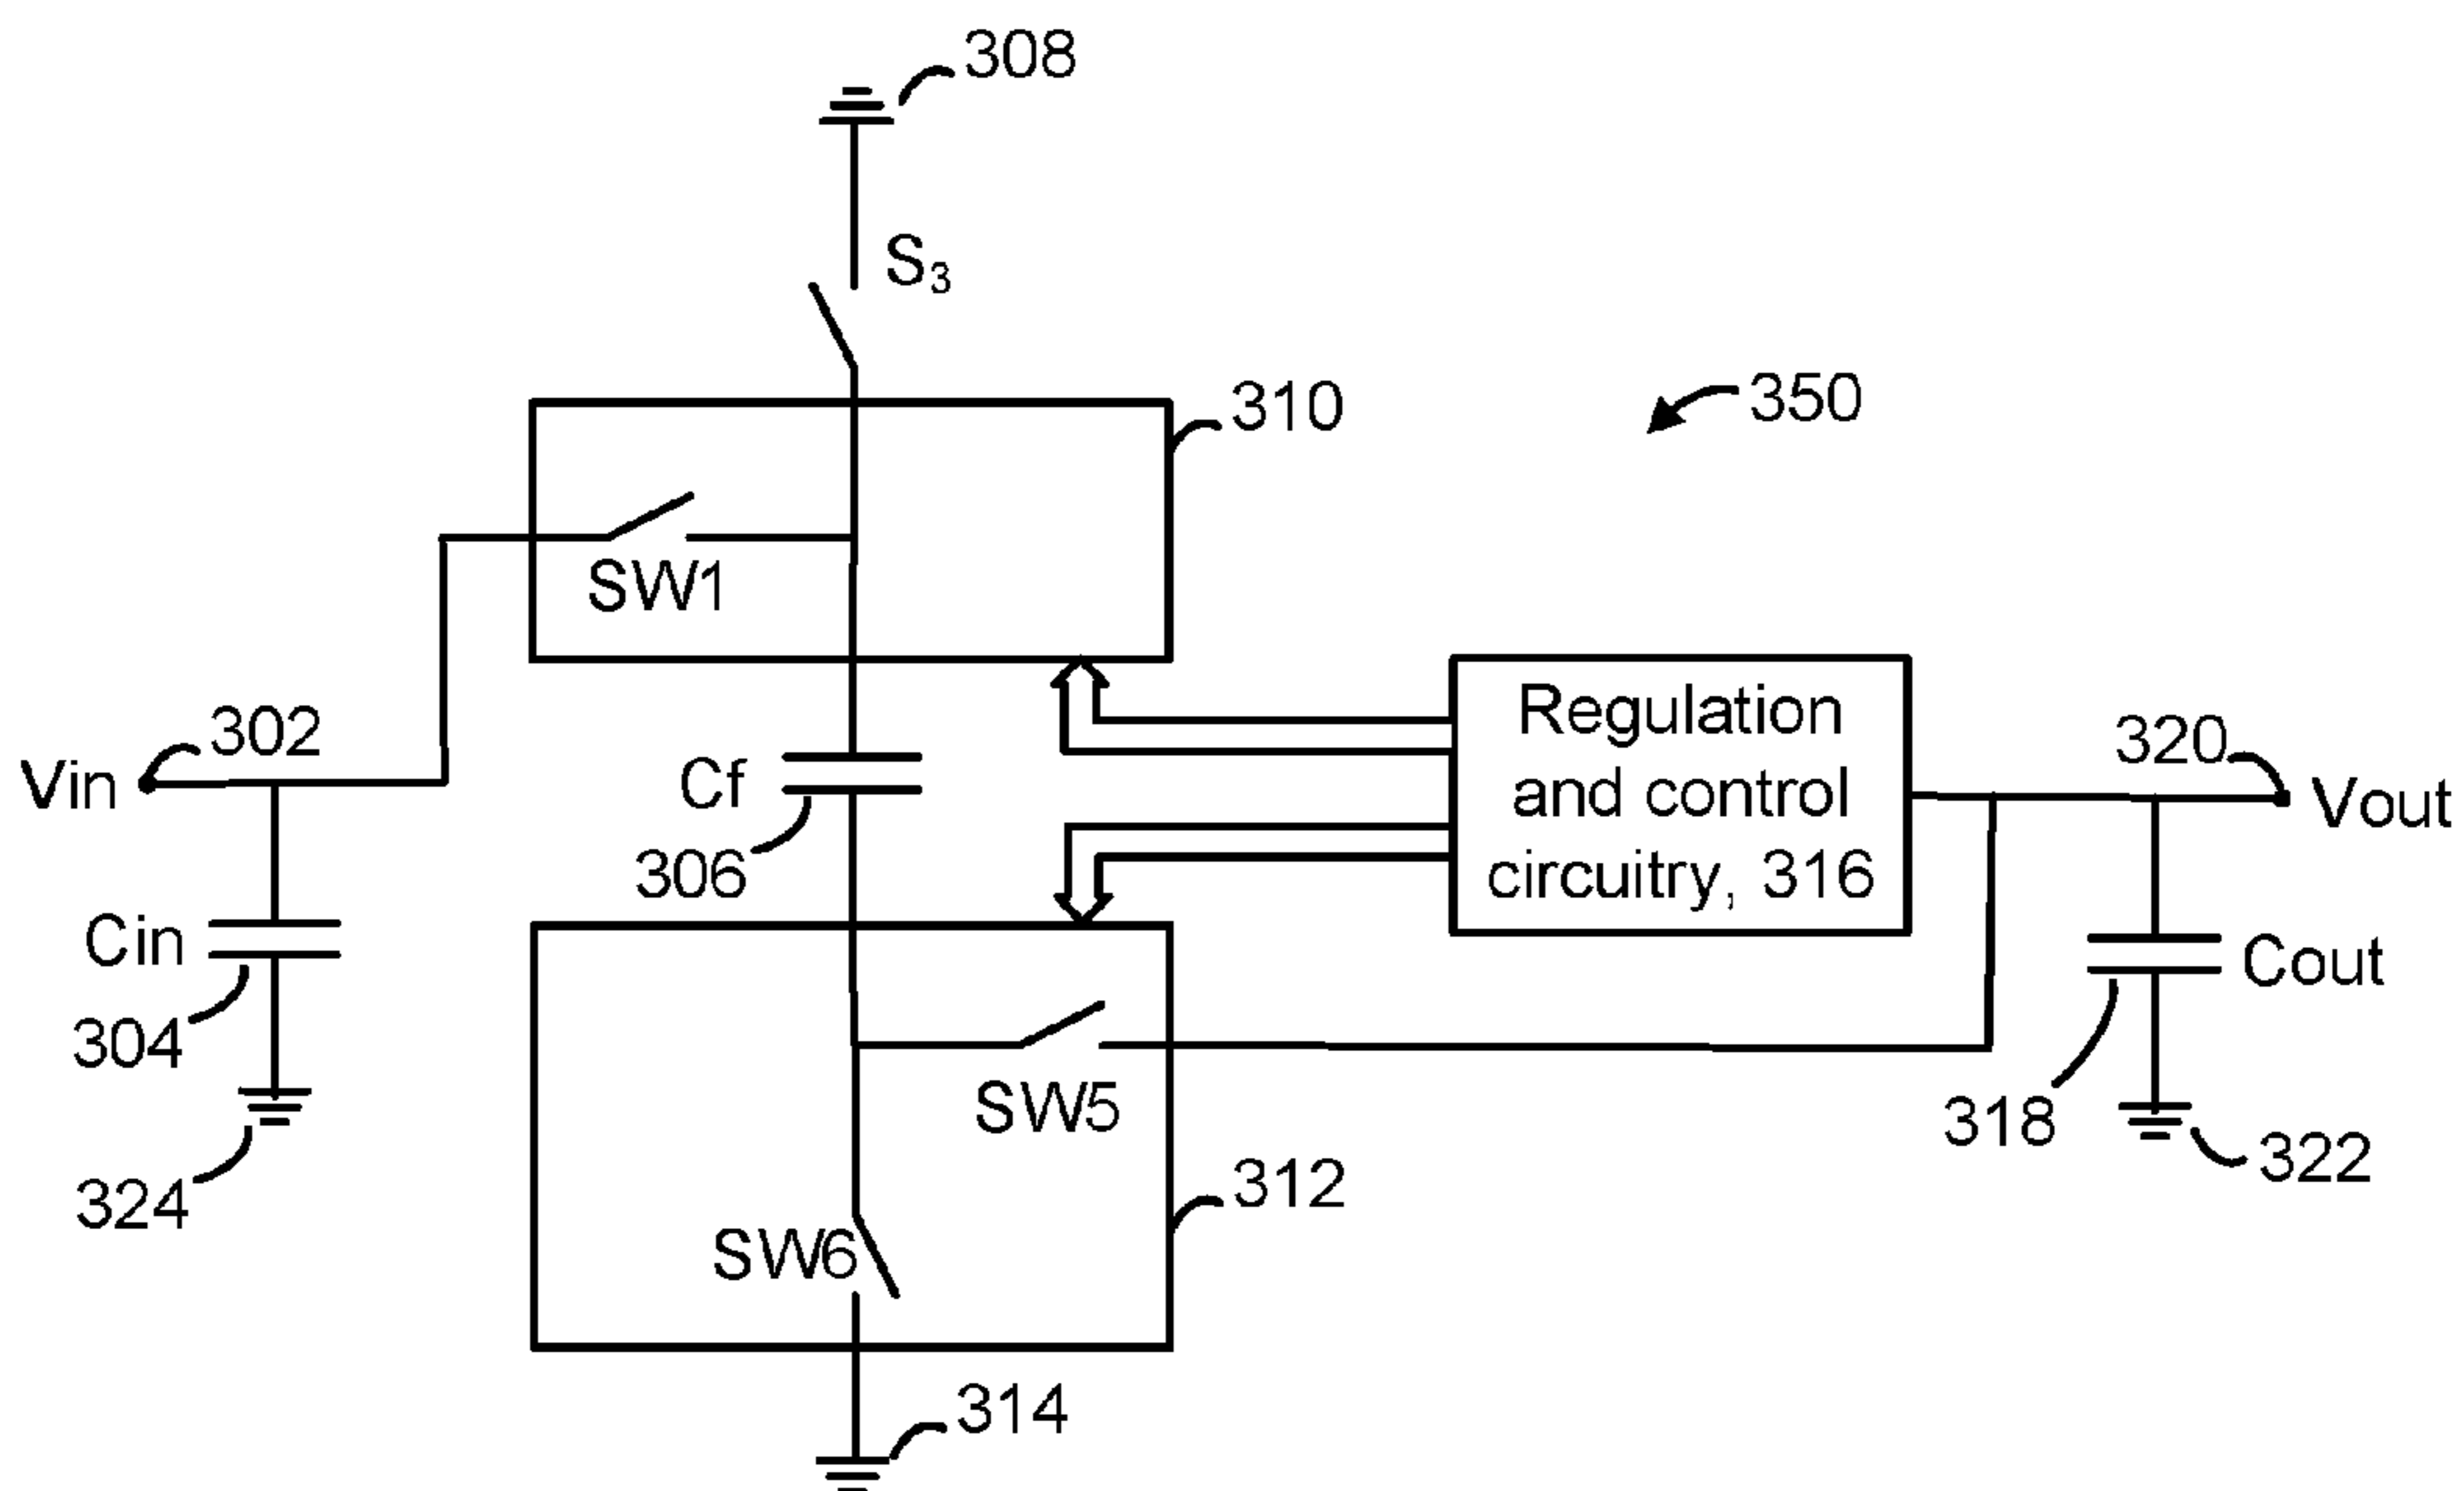 308
S3
310
350
SW1
302
Vin
Cf
306
Regulation
and control
circuitry, 316
320
Vout
Cin
304
324
Cout
318
322
SW5
312
SW6
314